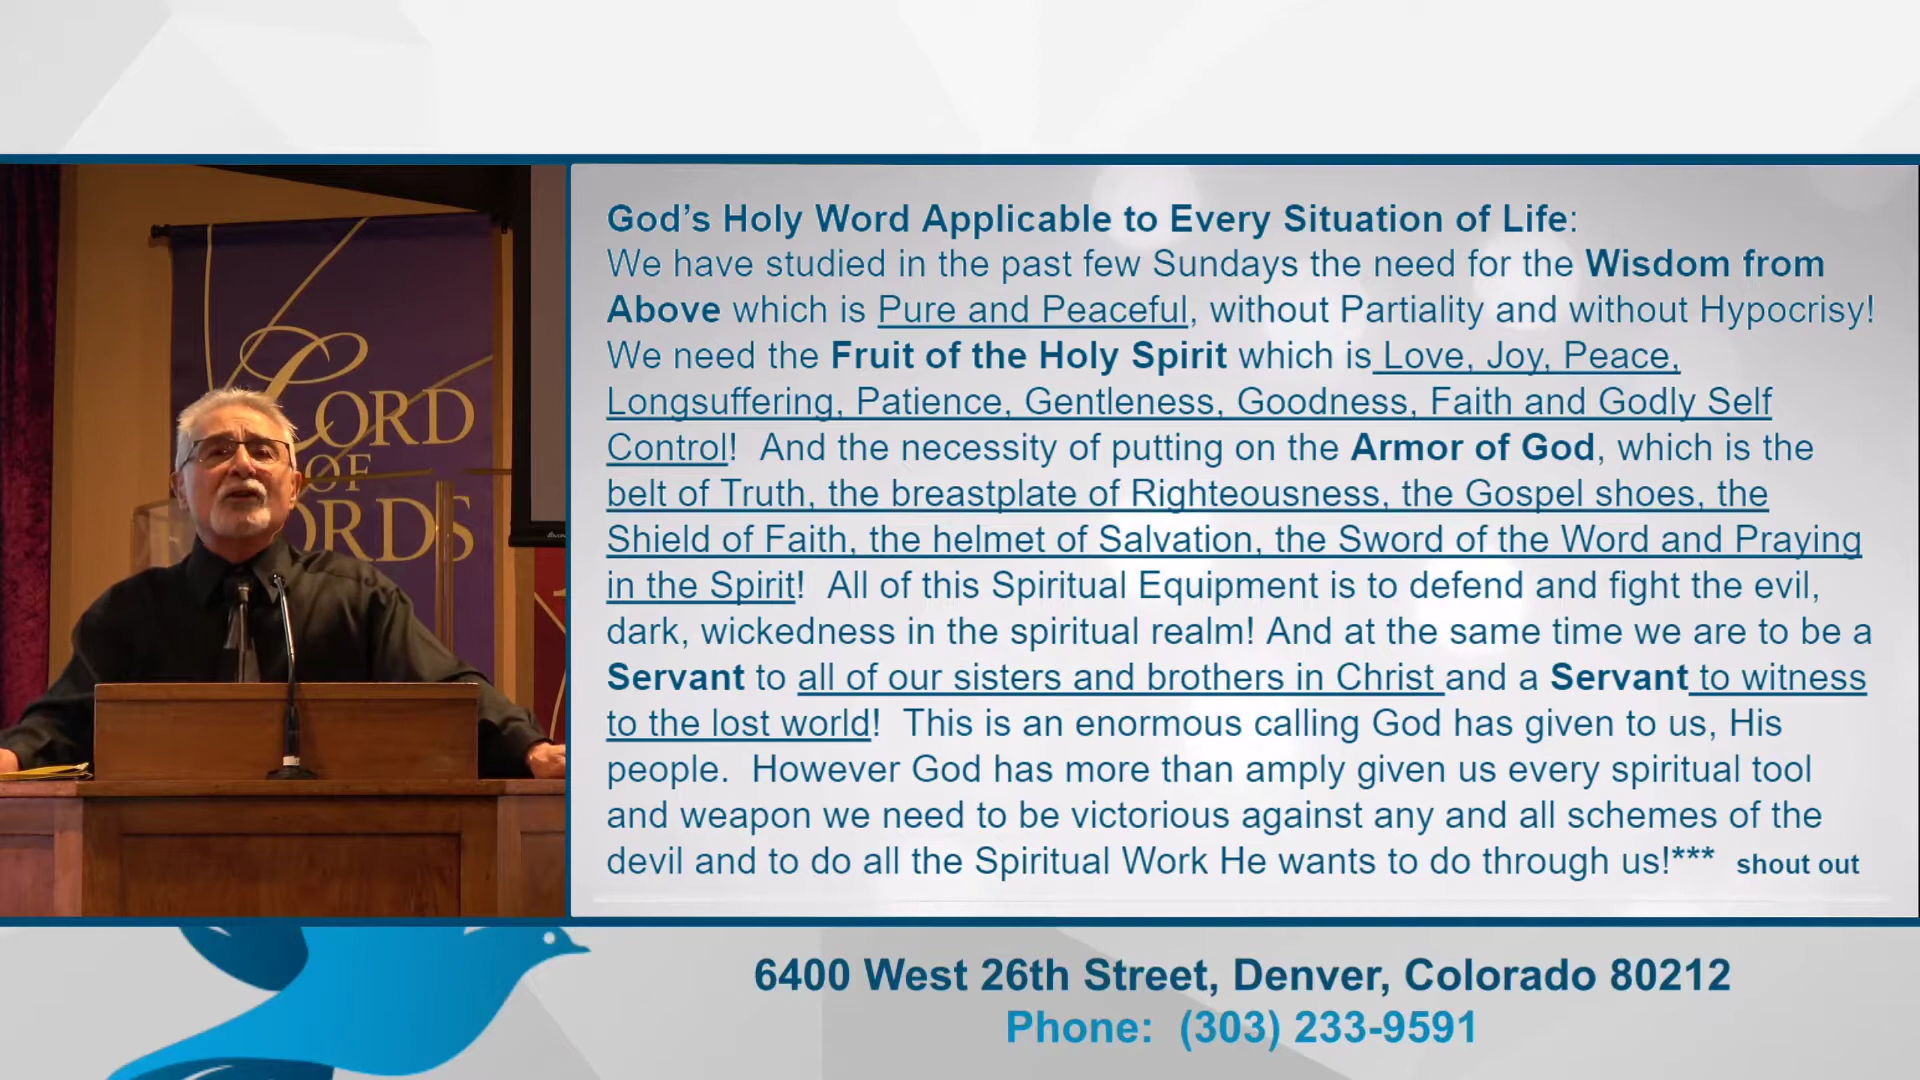 LORD
OF
ORDS
God’s Holy Word Applicable to Every Situation of Life:
We have studied in the past few Sundays the need for the Wisdom from
Above which is Pure and Peaceful, without Partiality and without Hypocrisy!
We need the Fruit of the Holy Spirit which is Love, Joy, Peace,
Longsuffering, Patience, Gentleness, Goodness, Faith and Godly Self
Control!  And the necessity of putting on the Armor of God, which is the
belt of Truth, the breastplate of Righteousness, the Gospel shoes, the
Shield of Faith, the helmet of Salvation, the Sword of the Word and Praying
in the Spirit!  All of this Spiritual Equipment is to defend and fight the evil,
dark, wickedness in the spiritual realm! And at the same time we are to be a
Servant to all of our sisters and brothers in Christ and a Servant to witness
to the lost world!  This is an enormous calling God has given to us, His
people.  However God has more than amply given us every spiritual tool
and weapon we need to be victorious against any and all schemes of the
devil and to do all the Spiritual Work He wants to do through us!***  shout out
6400 West 26th Street, Denver, Colorado 80212
Phone:  (303) 233-9591